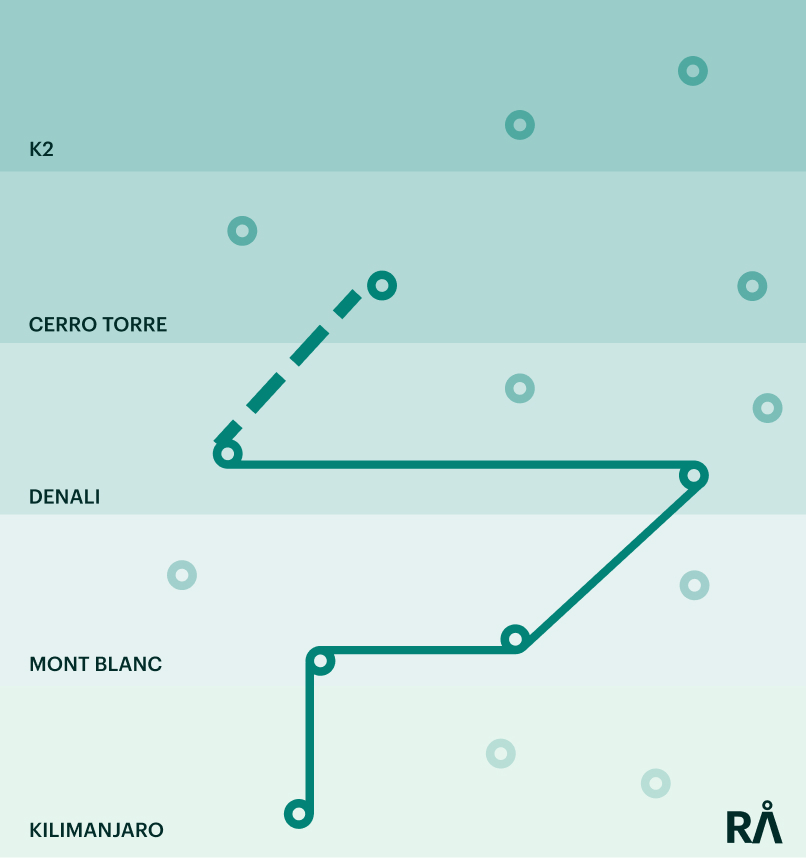 K2
CERRO TORRE
DENALI
MONT BLANC
KILIMANJARO
RÅ